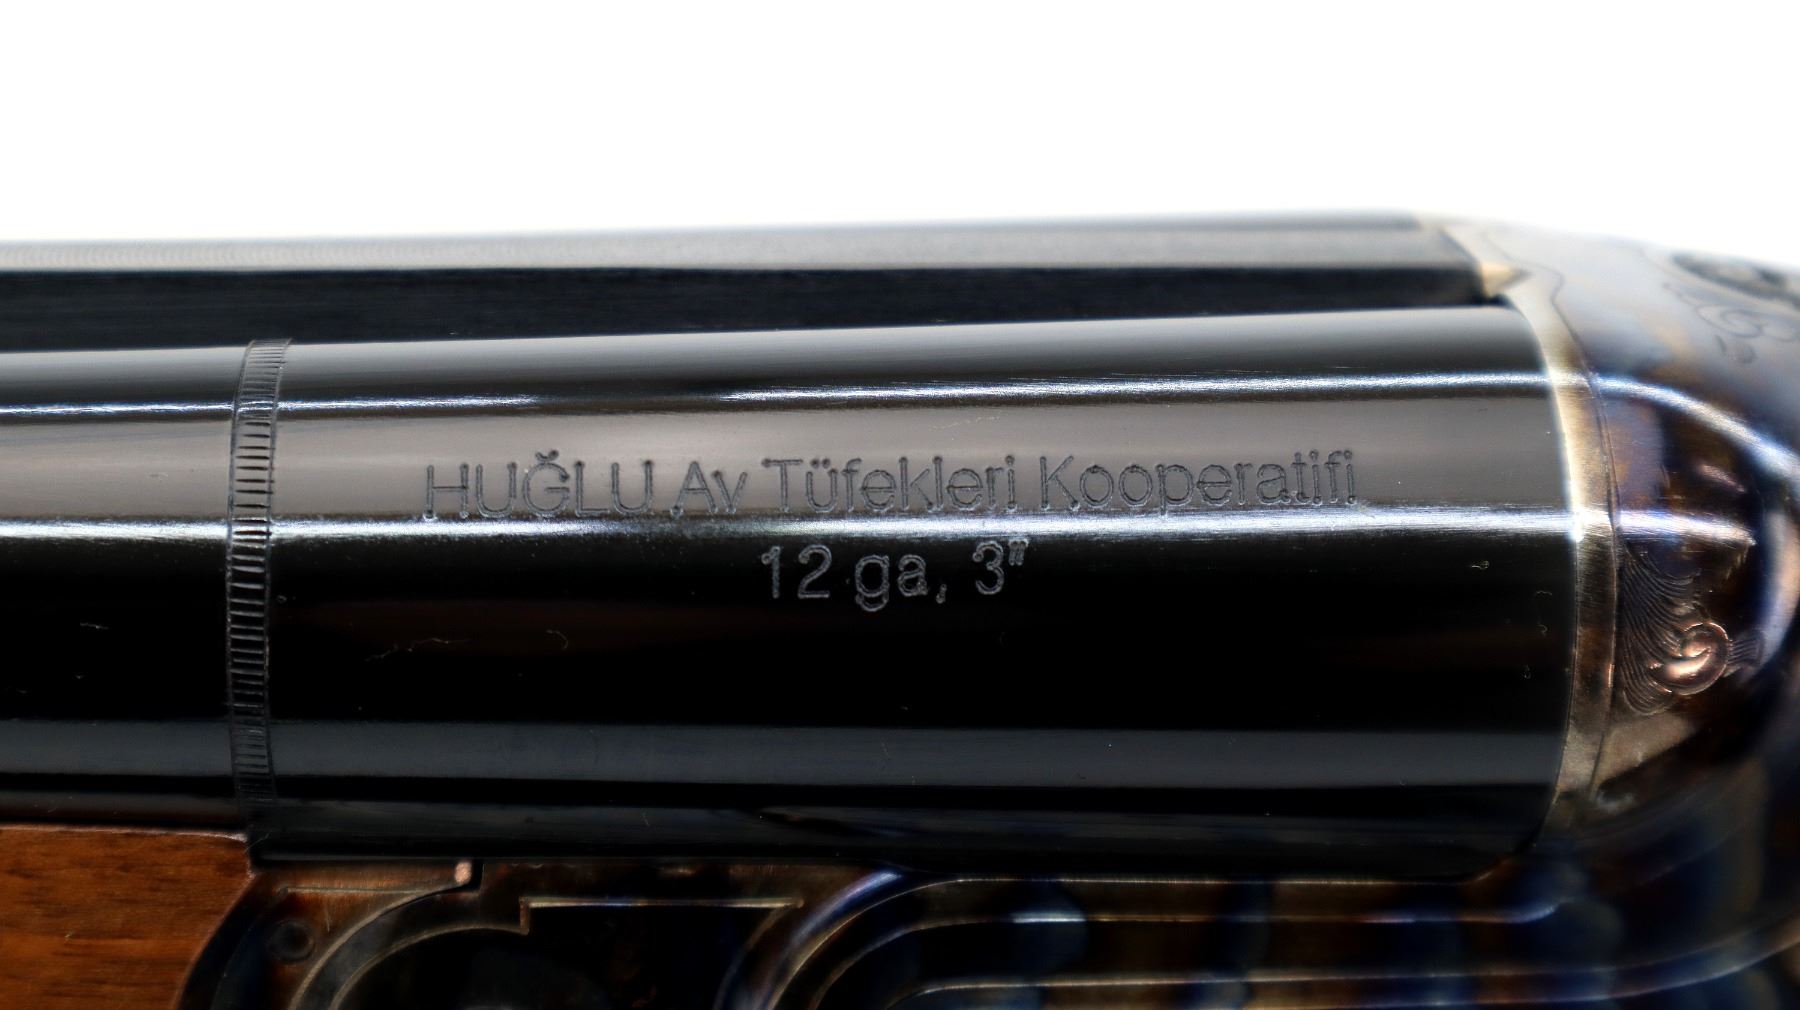 HUĞLU Av Tüfekleri Kooperatifi
12 ga, 3"